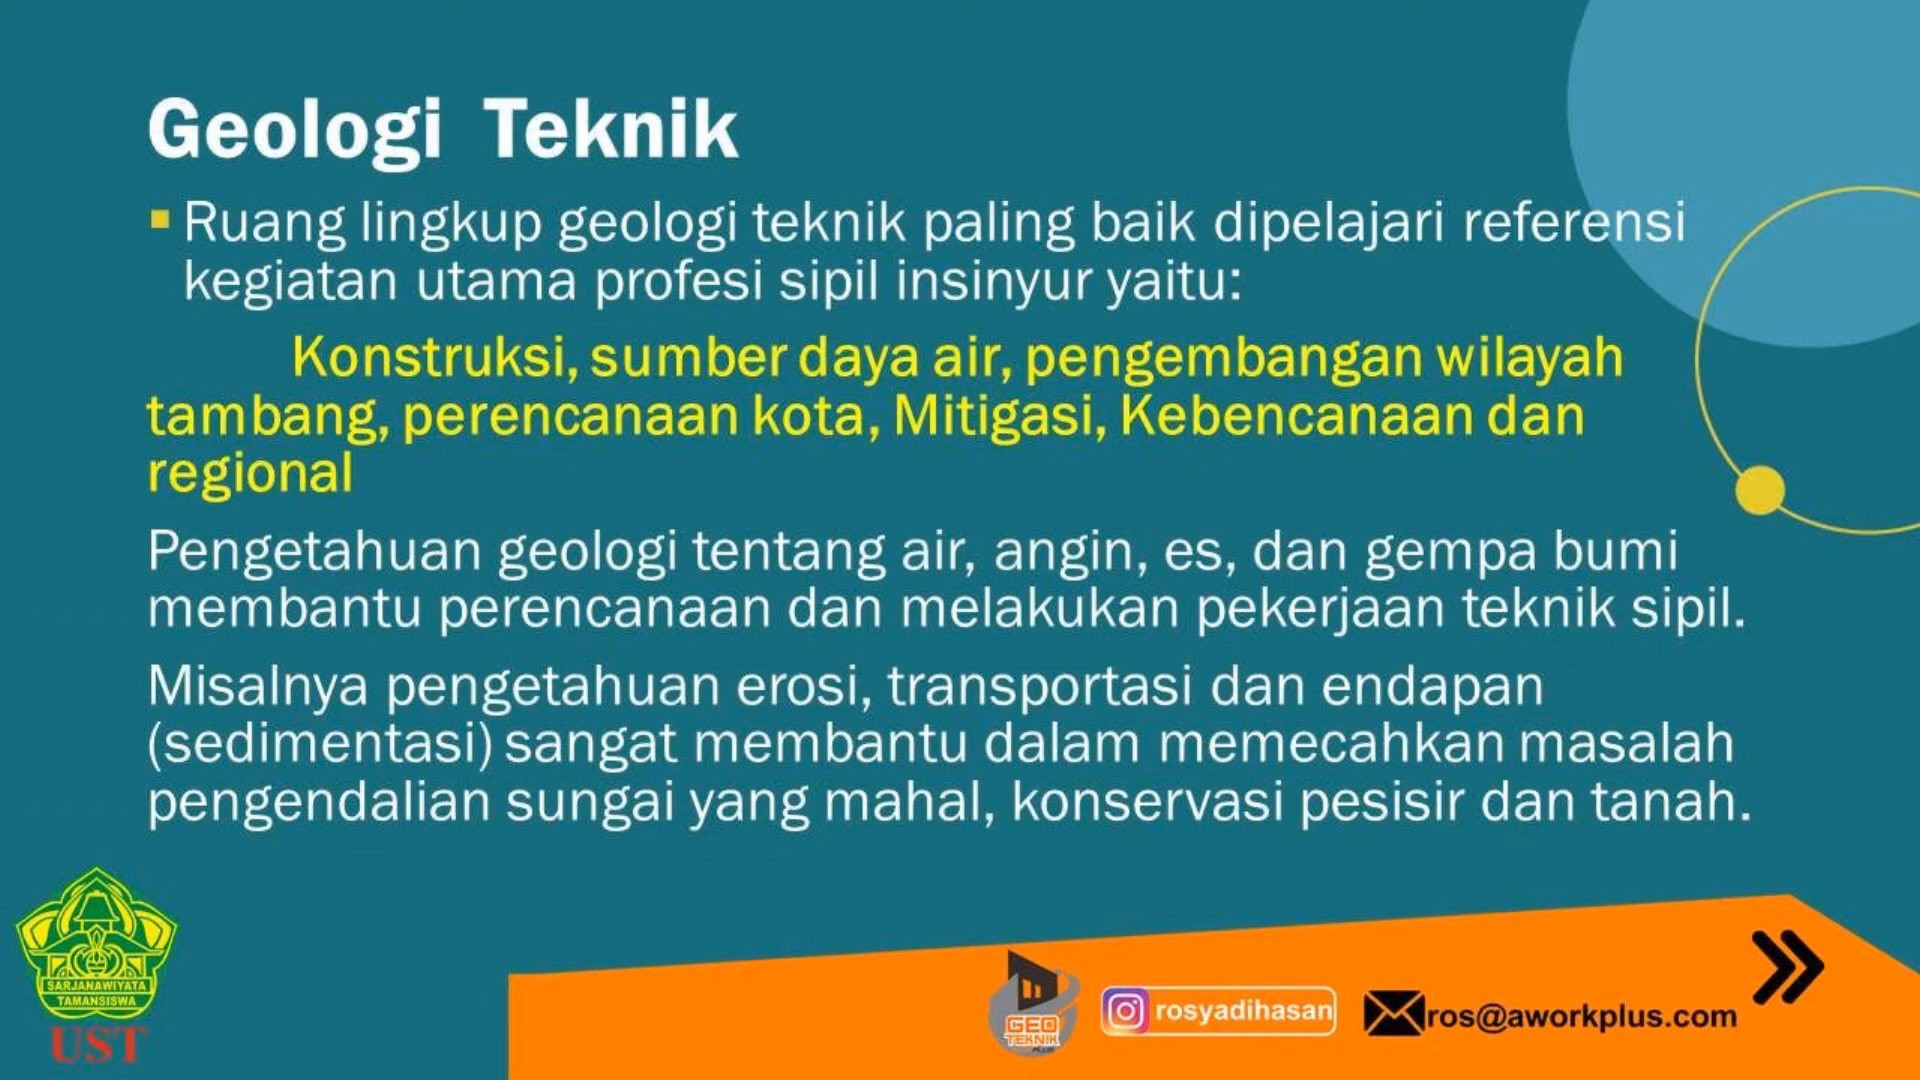 Geologi Teknik
Ruang lingkup geologi teknik paling baik dipelajari referensi
kegiatan utama profesi sipil insinyur yaitu:
Konstruksi, sumber daya air, pengembangan wilayah
tambang, perencanaan kota, Mitigasi, Kebencanaan dan
regional
Pengetahuan geologi tentang air, angin, es, dan gempa bumi
membantu perencanaan dan melakukan pekerjaan teknik sipil.
Misalnya pengetahuan erosi, transportasi dan endapan
(sedimentasi) sangat membantu dalam memecahkan masalah
pengendalian sungai yang mahal, konservasi pesisir dan tanah.
SARJANAWIYATA
TAMANSISWA
UST
GEO
TEKNIK
PLUS
rosyadihasan
ros@aworkplus.com